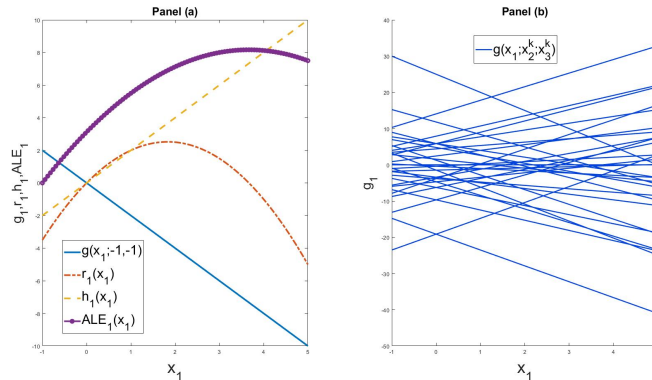 Panel (a)
g₁,r₁,h₁,ALE₁
10
8
6
4
2
0
-2
-4
-6
-8
-10
g(x₁;-1,-1)
r₁(x₁)
h₁(x₁)
ALE₁(x₁)
-1 0 1 2 3 4 5
x₁
Panel (b)
g₁
40
30
20
10
0
-10
-20
-30
-40
-50
g(x₁;x₂ᵏ;x₃ᵏ)
-1 0 1 2 3 4
x₁